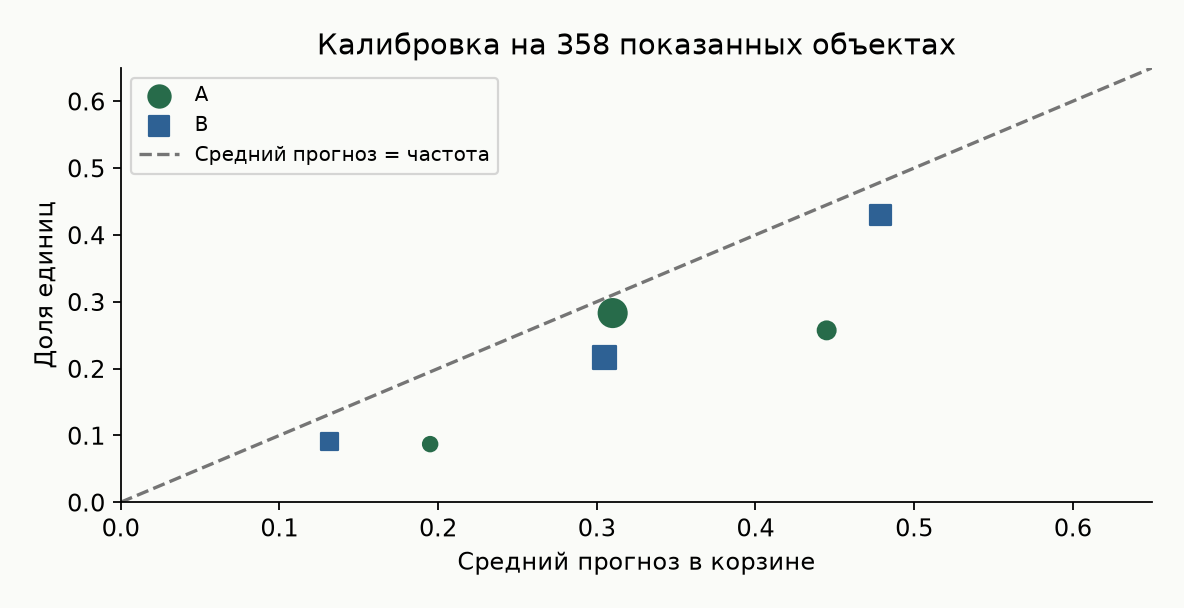 Калибровка на 358 показанных объектах
A
B
Средний прогноз = частота
Доля единиц
0.6
0.5
0.4
0.3
0.2
0.1
0.0
0.0 0.1 0.2 0.3 0.4 0.5 0.6
Средний прогноз в корзине